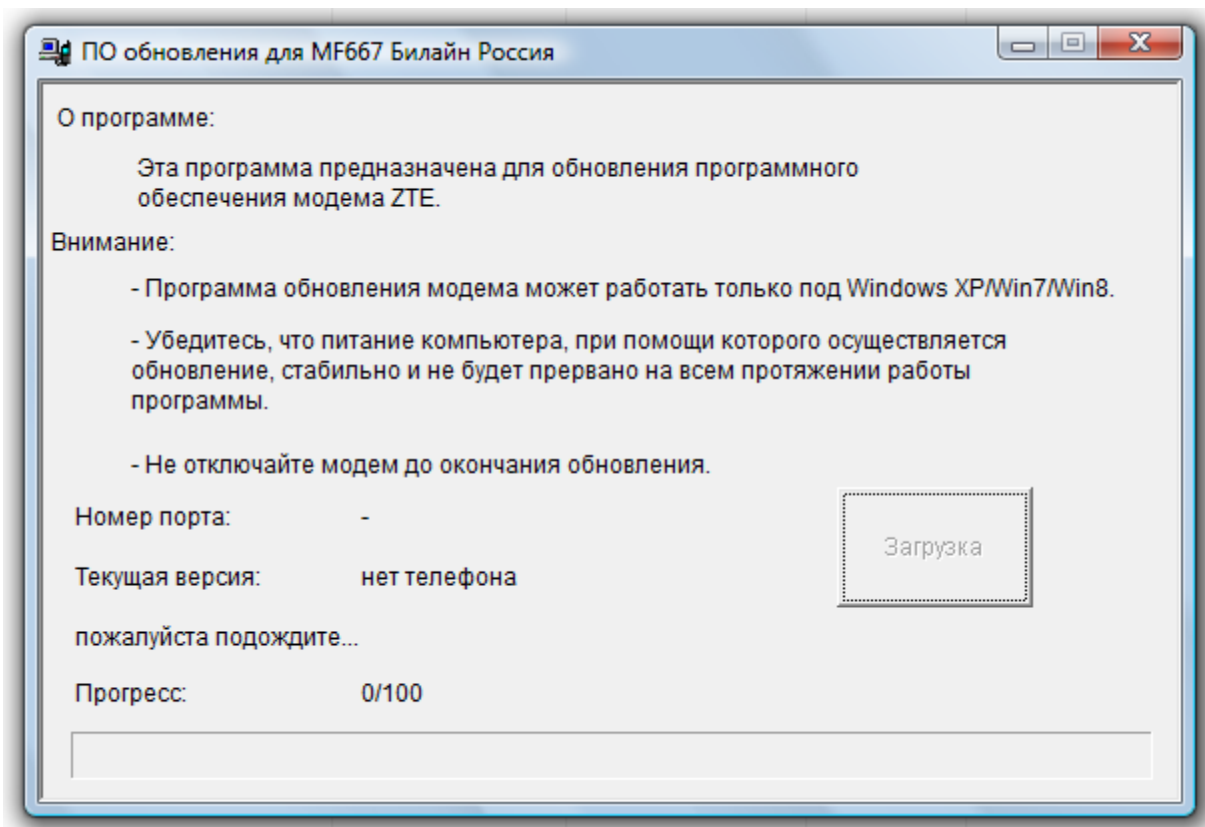 ПО обновления для MF667 Билайн Россия
О программе:
Эта программа предназначена для обновления программного
обеспечения модема ZTE.
Внимание:
- Программа обновления модема может работать только под Windows XP/Win7/Win8.
- Убедитесь, что питание компьютера, при помощи которого осуществляется
обновление, стабильно и не будет прервано на всем протяжении работы
программы.
- Не отключайте модем до окончания обновления.
Номер порта: -
Загрузка
Текущая версия: нет телефона
пожалуйста подождите...
Прогресс: 0/100